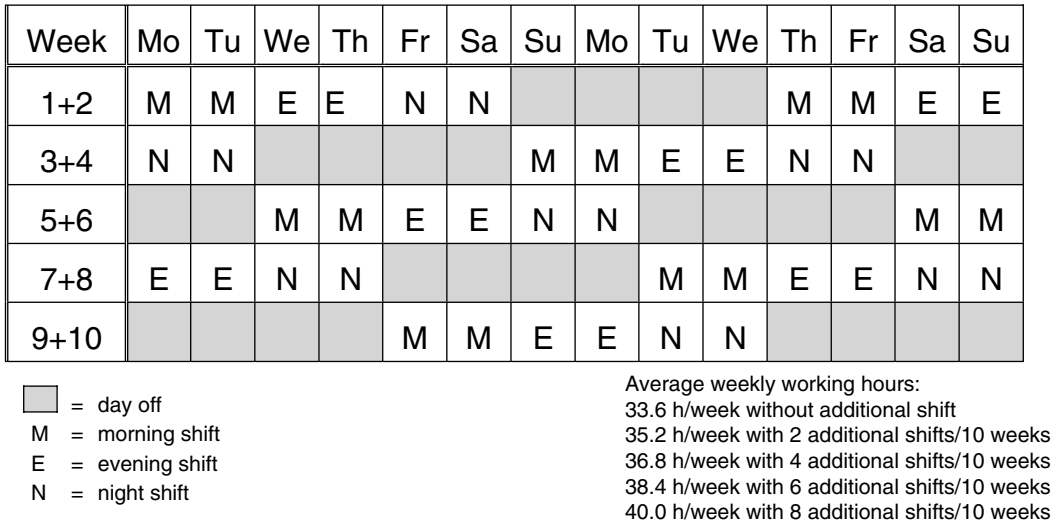 Week Mo Tu We Th Fr Sa Su Mo Tu We Th Fr Sa Su
1+2 M M E E N N M M E E
3+4 N N M M E E N N
5+6 M M E E N N M M
7+8 E E N N M M E E N N
9+10 M M E E N N
= day off
M = morning shift
E = evening shift
N = night shift
Average weekly working hours:
33.6 h/week without additional shift
35.2 h/week with 2 additional shifts/10 weeks
36.8 h/week with 4 additional shifts/10 weeks
38.4 h/week with 6 additional shifts/10 weeks
40.0 h/week with 8 additional shifts/10 weeks